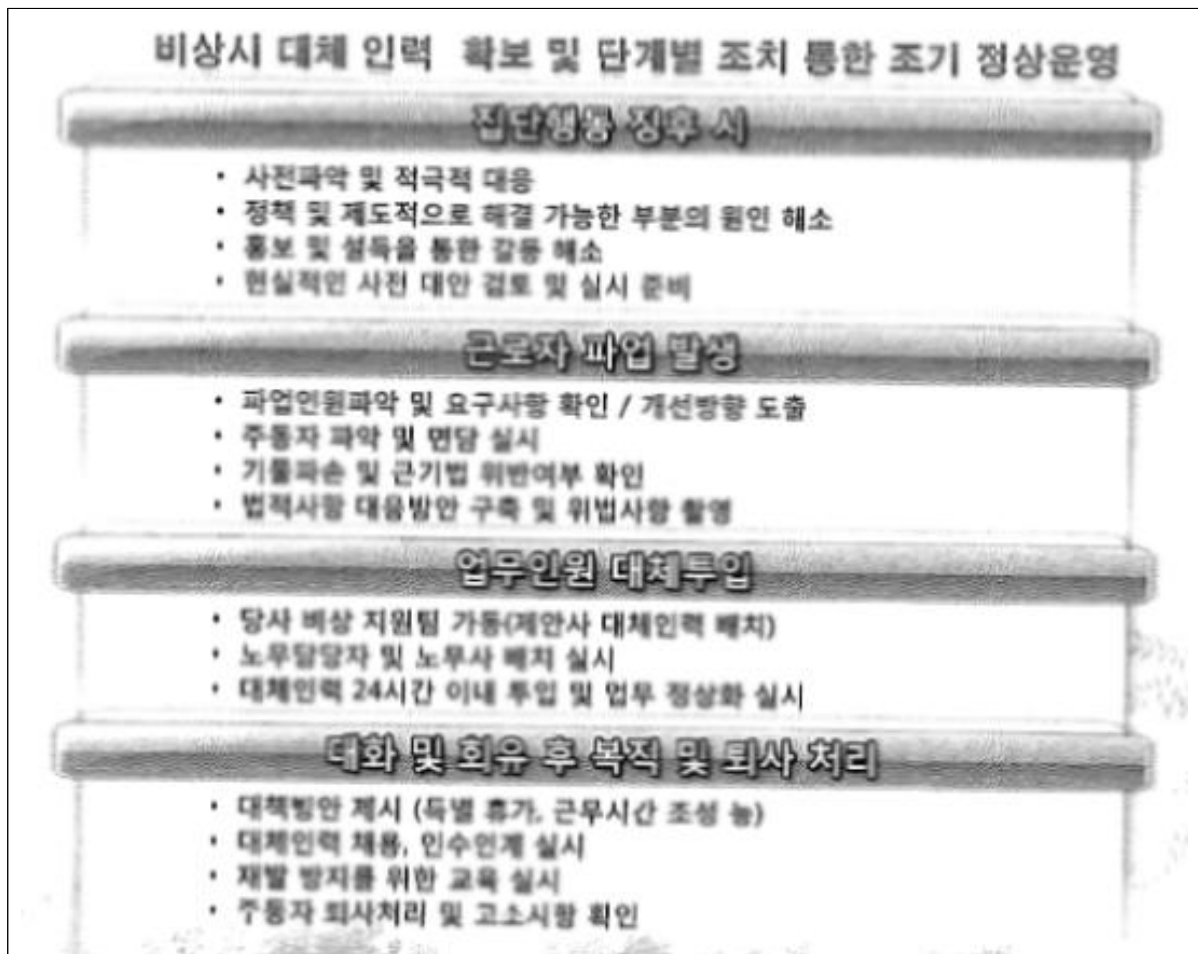 비상시 대체 인력 확보 및 단계별 조치 통한 조기 정상운영
집단행동 징후 시
• 사전파악 및 적극적 대응
• 정책 및 제도적으로 해결 가능한 부분의 원인 해소
• 홍보 및 설득을 통한 갈등 해소
• 현실적인 사전 대안 검토 및 실시 준비
근로자 파업 발생
• 파업인원파악 및 요구사항 확인 / 개선방향 도출
• 주동자 파악 및 면담 실시
• 기물파손 및 근기법 위반여부 확인
• 법적사항 대응방안 구축 및 위법사항 촬영
업무인원 대체투입
• 당사 비상 지원팀 가동(제안사 대체인력 배치)
• 노무담당자 및 노무사 배치 실시
• 대체인력 24시간 이내 투입 및 업무 정상화 실시
대화 및 회유 후 복직 및 퇴사 처리
• 대책방안 제시 (특별 휴가, 근무시간 조정 등)
• 대체인력 채용, 인수인계 실시
• 재발 방지를 위한 교육 실시
• 주동자 퇴사처리 및 고소사항 확인